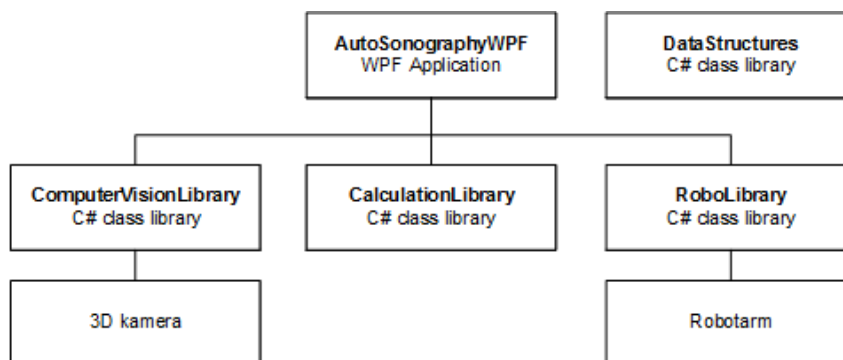 AutoSonographyWPF
WPF Application
DataStructures
C# class library
ComputerVisionLibrary
C# class library
CalculationLibrary
C# class library
RoboLibrary
C# class library
3D kamera
Robotarm